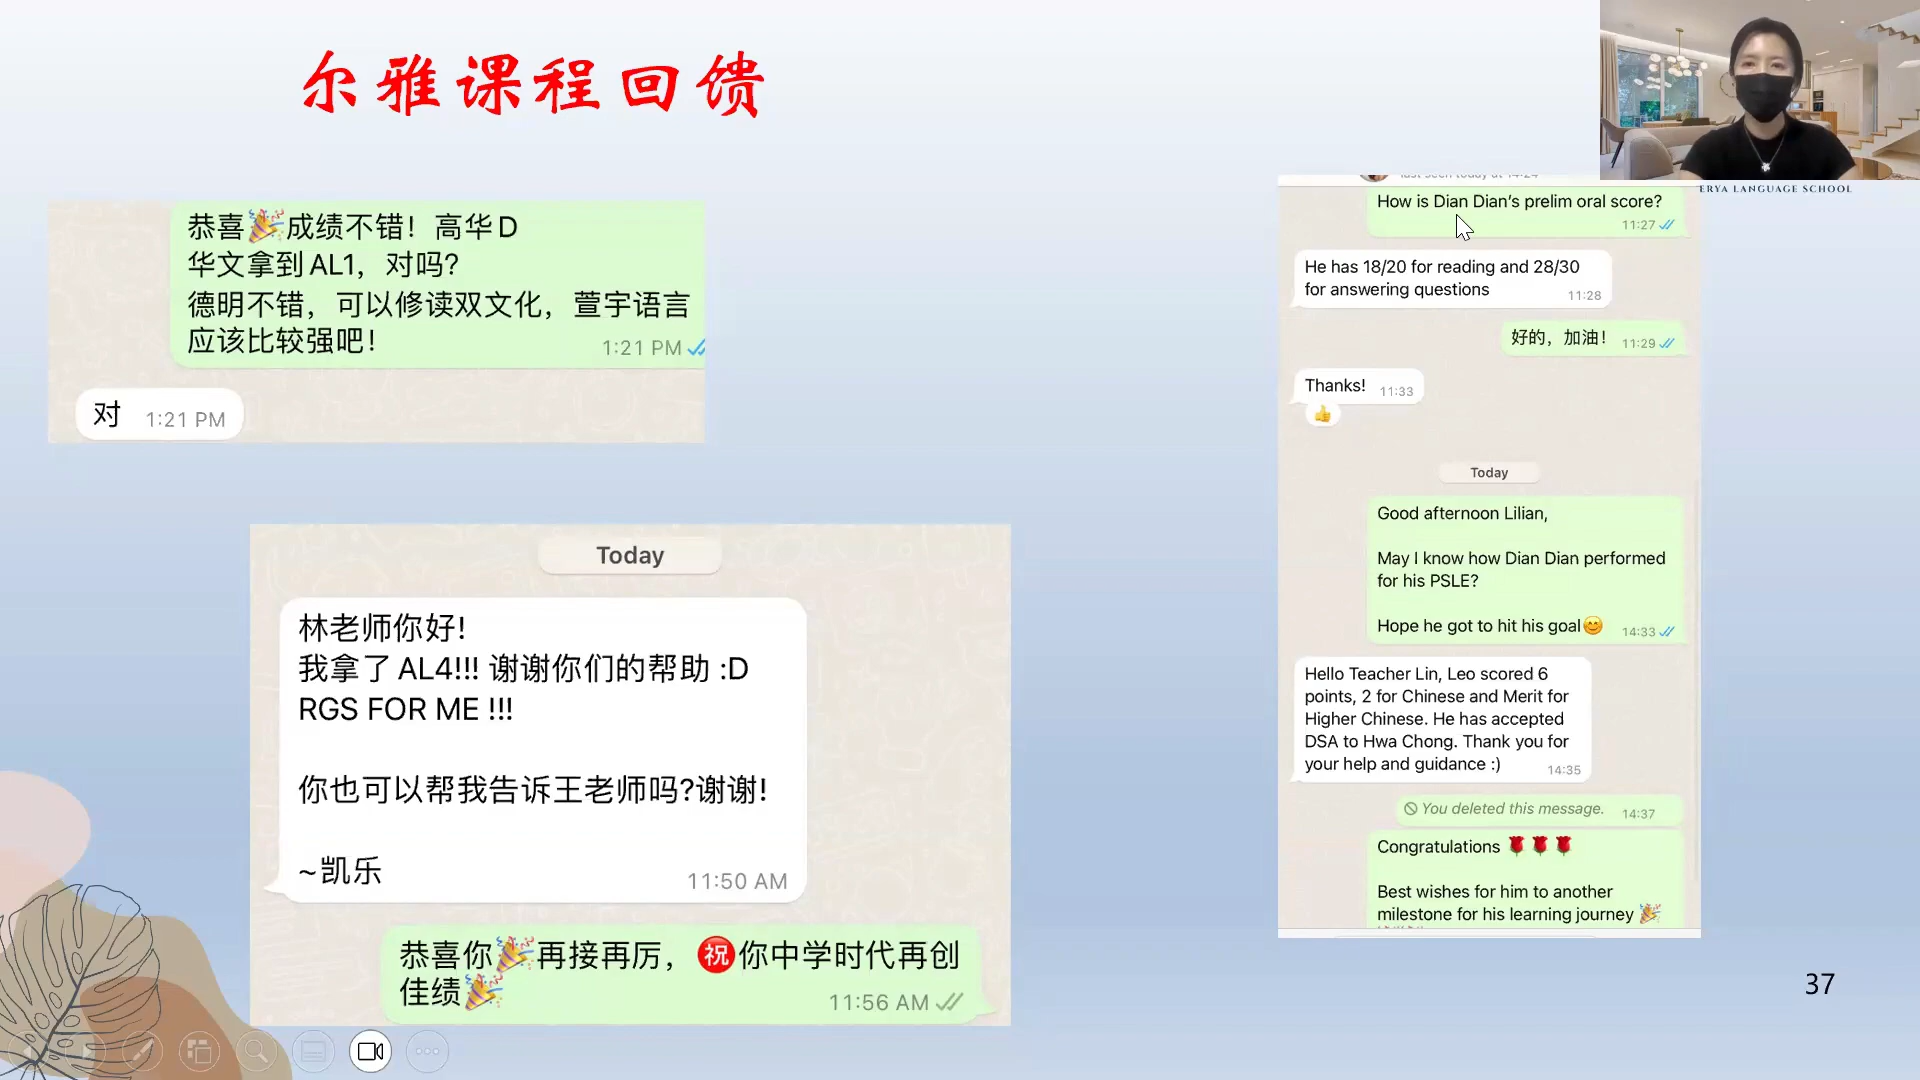 尔雅课程回馈
ERYA LANGUAGE SCHOOL
恭喜🎉成绩不错！高华D
华文拿到AL1，对吗？
德明不错，可以修读双文化，萱宇语言
应该比较强吧！
1:21 PM
对 1:21 PM
Today
林老师你好！
我拿了AL4!!! 谢谢你们的帮助 :D
RGS FOR ME !!!
你也可以帮我告诉王老师吗?谢谢!
~凯乐
11:50 AM
恭喜你🎉再接再厉，㊗️你中学时代再创
佳绩🎉
11:56 AM
last seen today at 14:24
How is Dian Dian's prelim oral score?
11:27
He has 18/20 for reading and 28/30
for answering questions
11:28
好的，加油！ 11:29
Thanks! 11:33
Today
Good afternoon Lilian,
May I know how Dian Dian performed
for his PSLE?
Hope he got to hit his goal😊 14:33
Hello Teacher Lin, Leo scored 6
points, 2 for Chinese and Merit for
Higher Chinese. He has accepted
DSA to Hwa Chong. Thank you for
your help and guidance :)
14:35
You deleted this message. 14:37
Congratulations 🌹🌹🌹
Best wishes for him to another
milestone for his learning journey 🎉
37